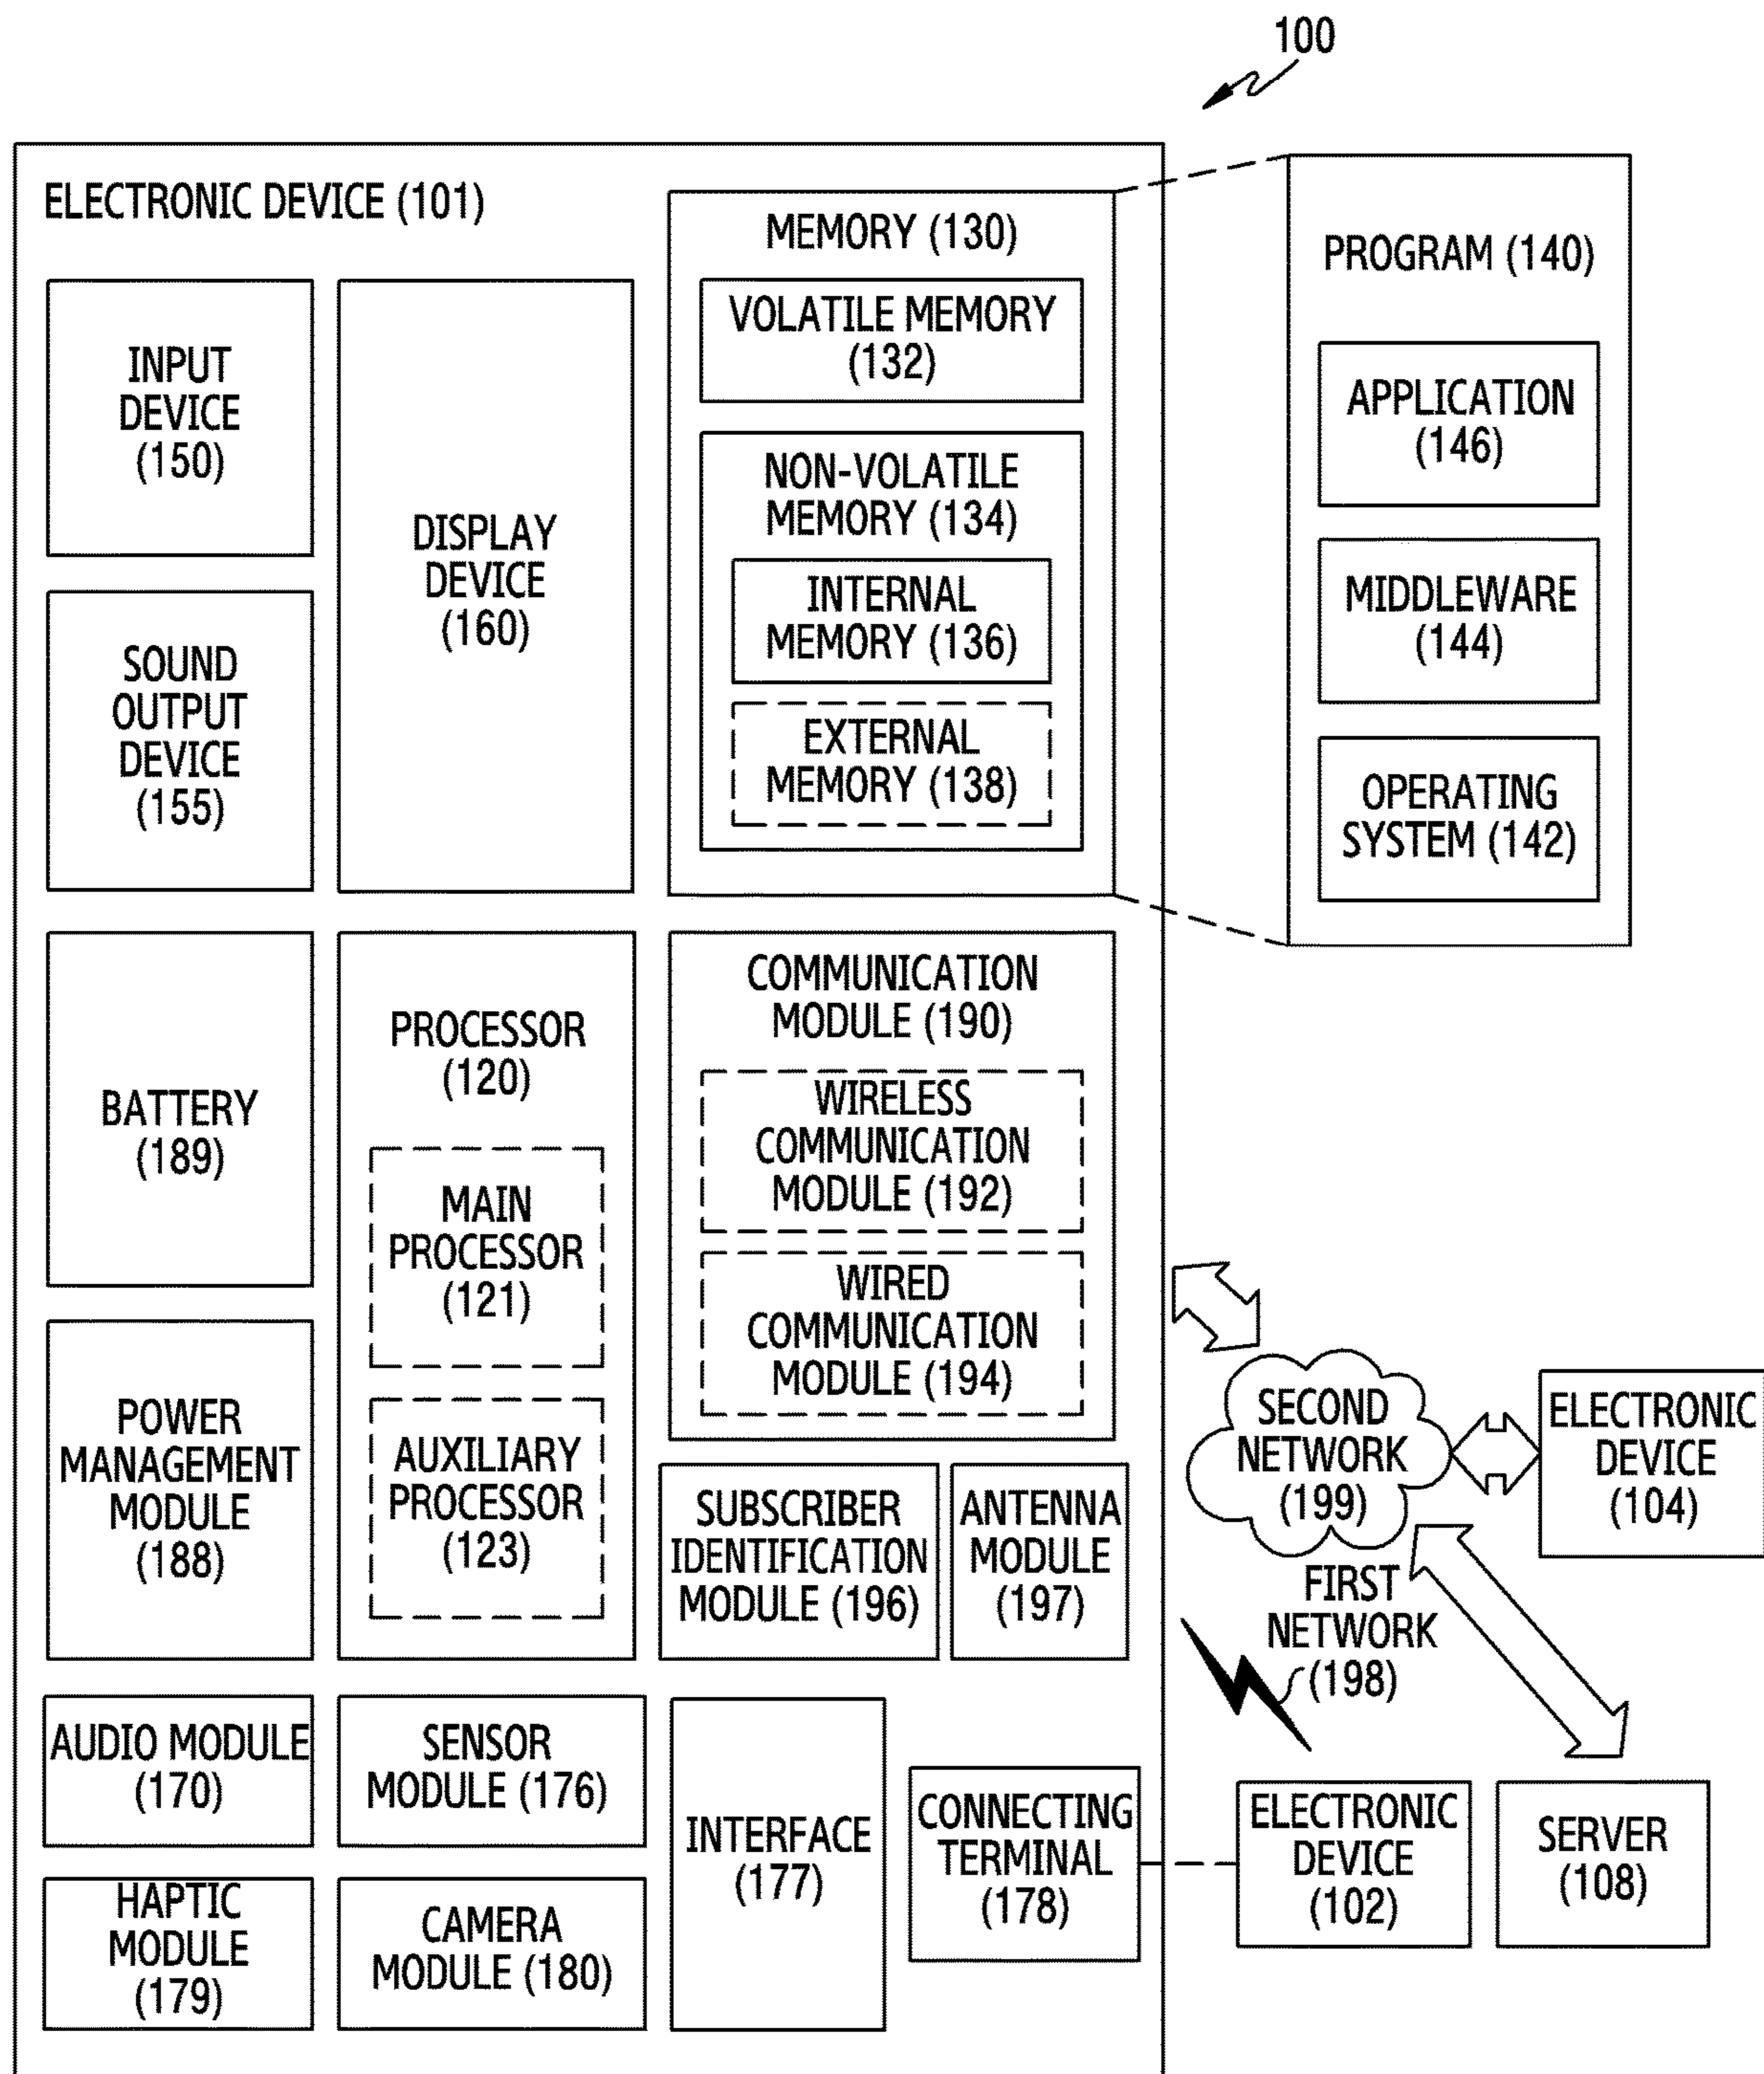 100
ELECTRONIC DEVICE (101)
INPUT
DEVICE
(150)
SOUND
OUTPUT
DEVICE
(155)
DISPLAY
DEVICE
(160)
MEMORY (130)
VOLATILE MEMORY
(132)
NON-VOLATILE
MEMORY (134)
INTERNAL
MEMORY (136)
EXTERNAL
MEMORY (138)
PROGRAM (140)
APPLICATION
(146)
MIDDLEWARE
(144)
OPERATING
SYSTEM (142)
BATTERY
(189)
POWER
MANAGEMENT
MODULE
(188)
PROCESSOR
(120)
MAIN
PROCESSOR
(121)
AUXILIARY
PROCESSOR
(123)
COMMUNICATION
MODULE (190)
WIRELESS
COMMUNICATION
MODULE (192)
WIRED
COMMUNICATION
MODULE (194)
SUBSCRIBER
IDENTIFICATION
MODULE (196)
ANTENNA
MODULE
(197)
SECOND
NETWORK
(199)
ELECTRONIC
DEVICE
(104)
FIRST
NETWORK
(198)
AUDIO MODULE
(170)
SENSOR
MODULE (176)
HAPTIC
MODULE
(179)
CAMERA
MODULE (180)
INTERFACE
(177)
CONNECTING
TERMINAL
(178)
ELECTRONIC
DEVICE
(102)
SERVER
(108)